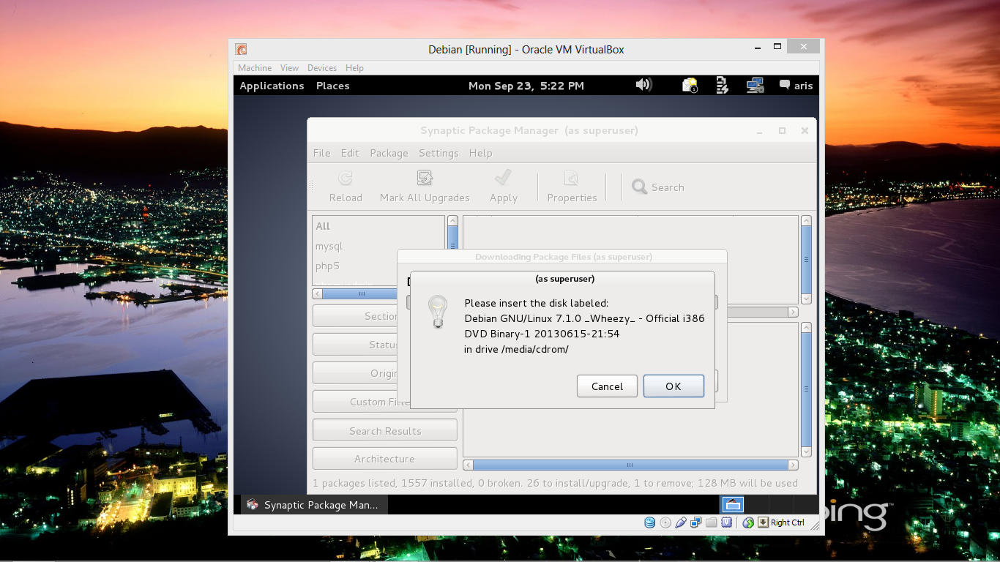 Debian [Running] - Oracle VM VirtualBox
Machine View Devices Help
Applications Places Mon Sep 23, 5:22 PM aris
Synaptic Package Manager (as superuser)
File Edit Package Settings Help
Reload Mark All Upgrades Apply Properties Search
All
mysql
php5
Downloading Package Files (as superuser)
(as superuser)
Please insert the disk labeled:
Debian GNU/Linux 7.1.0 _Wheezy_ - Official i386
DVD Binary-1 20130615-21:54
in drive /media/cdrom/
Cancel OK
Section
Status
Origin
Custom Filte
Search Results
Architecture
1 packages listed, 1557 installed, 0 broken. 26 to install/upgrade, 1 to remove; 128 MB will be used
Synaptic Package Man...
Right Ctrl
bing™